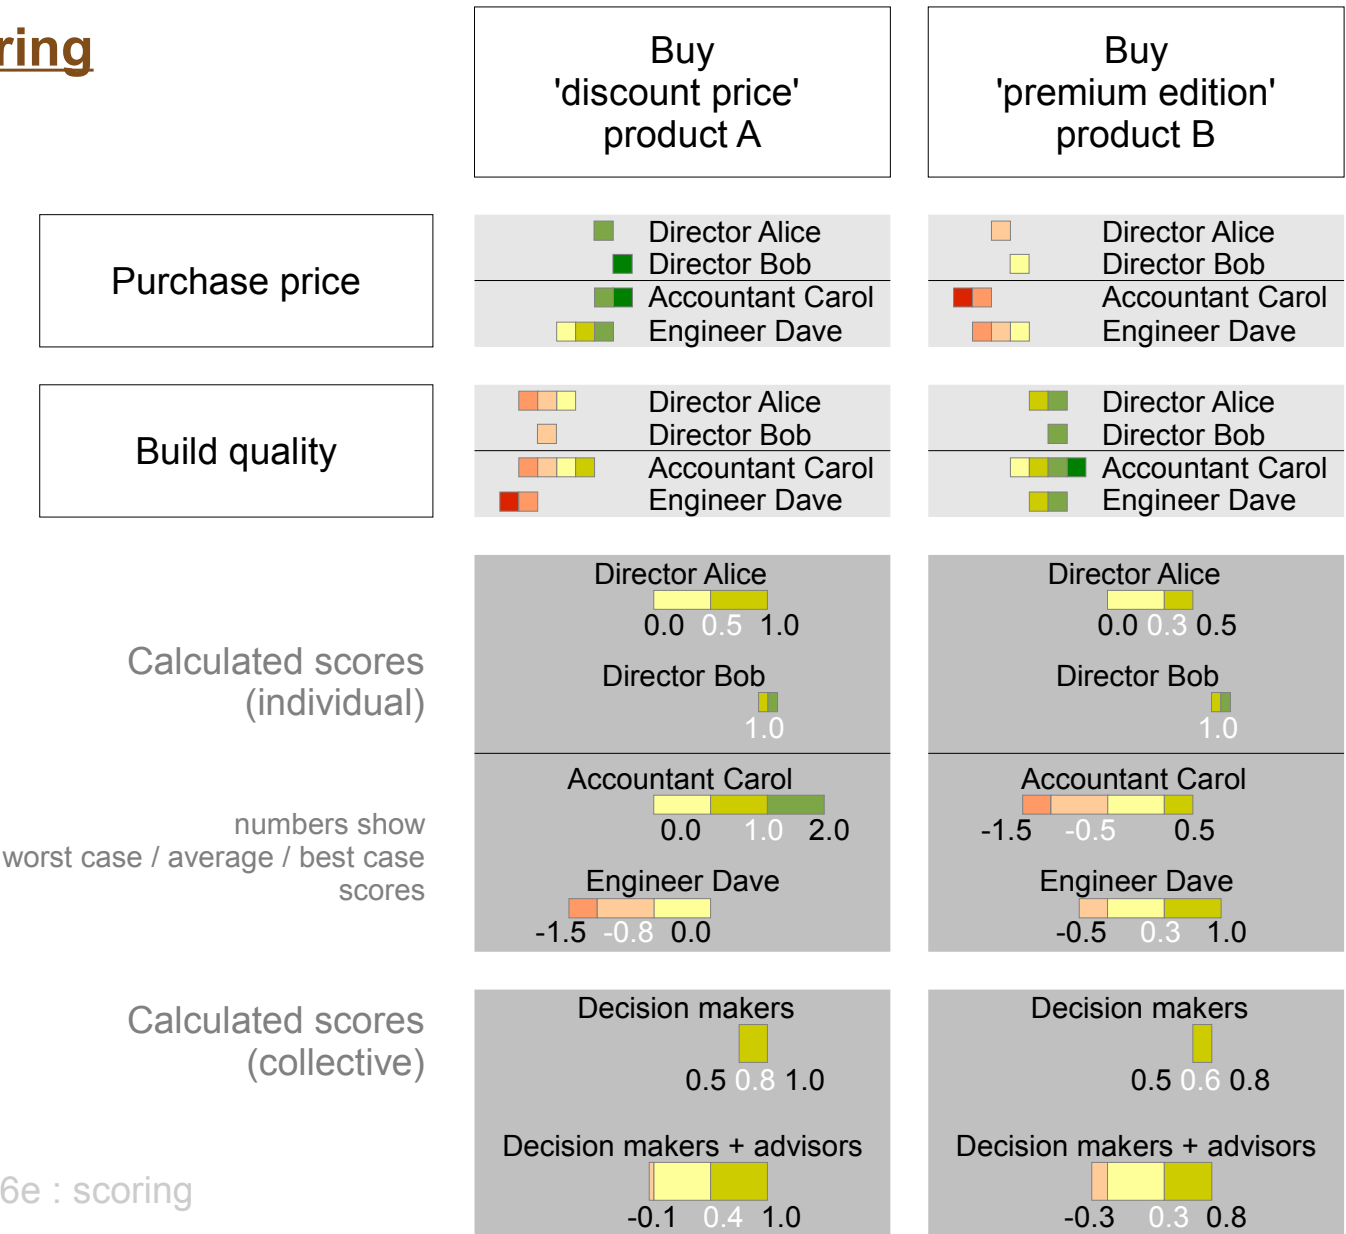 ring
Buy
'discount price'
product A
Buy
'premium edition'
product B
Purchase price
Director Alice
Director Bob
Accountant Carol
Engineer Dave
Director Alice
Director Bob
Accountant Carol
Engineer Dave
Build quality
Director Alice
Director Bob
Accountant Carol
Engineer Dave
Director Alice
Director Bob
Accountant Carol
Engineer Dave
Calculated scores
(individual)
numbers show
worst case / average / best case
scores
Director Alice
0.0 0.5 1.0
Director Bob
1.0
Accountant Carol
0.0 1.0 2.0
Engineer Dave
-1.5 -0.8 0.0
Director Alice
0.0 0.3 0.5
Director Bob
1.0
Accountant Carol
-1.5 -0.5 0.5
Engineer Dave
-0.5 0.3 1.0
Calculated scores
(collective)
Decision makers
0.5 0.8 1.0
Decision makers + advisors
-0.1 0.4 1.0
Decision makers
0.5 0.6 0.8
Decision makers + advisors
-0.3 0.3 0.8
6e : scoring